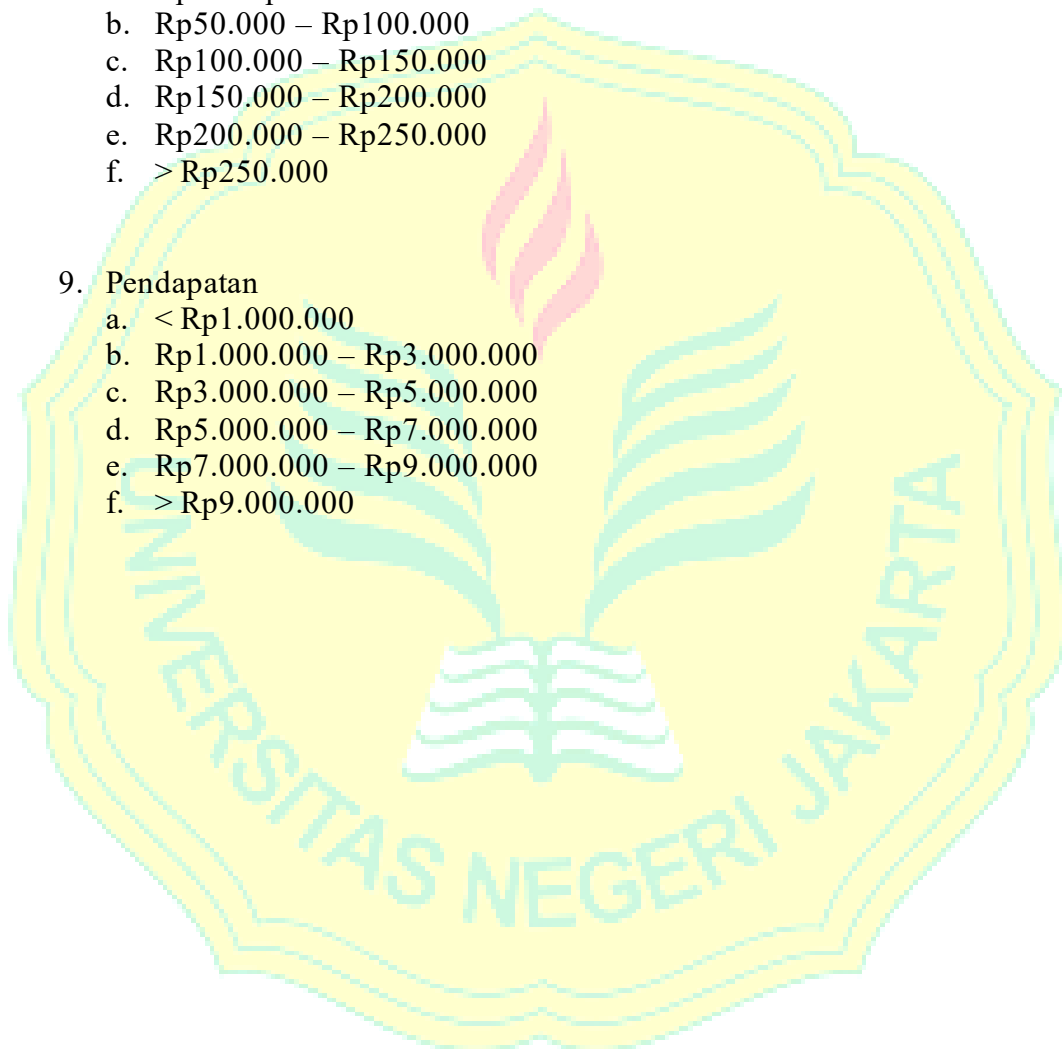 b. Rp50.000 – Rp100.000
c. Rp100.000 – Rp150.000
d. Rp150.000 – Rp200.000
e. Rp200.000 – Rp250.000
f. > Rp250.000
9. Pendapatan
a. < Rp1.000.000
b. Rp1.000.000 – Rp3.000.000
c. Rp3.000.000 – Rp5.000.000
d. Rp5.000.000 – Rp7.000.000
e. Rp7.000.000 – Rp9.000.000
f. > Rp9.000.000
UNIVERSITAS NEGERI JAKARTA